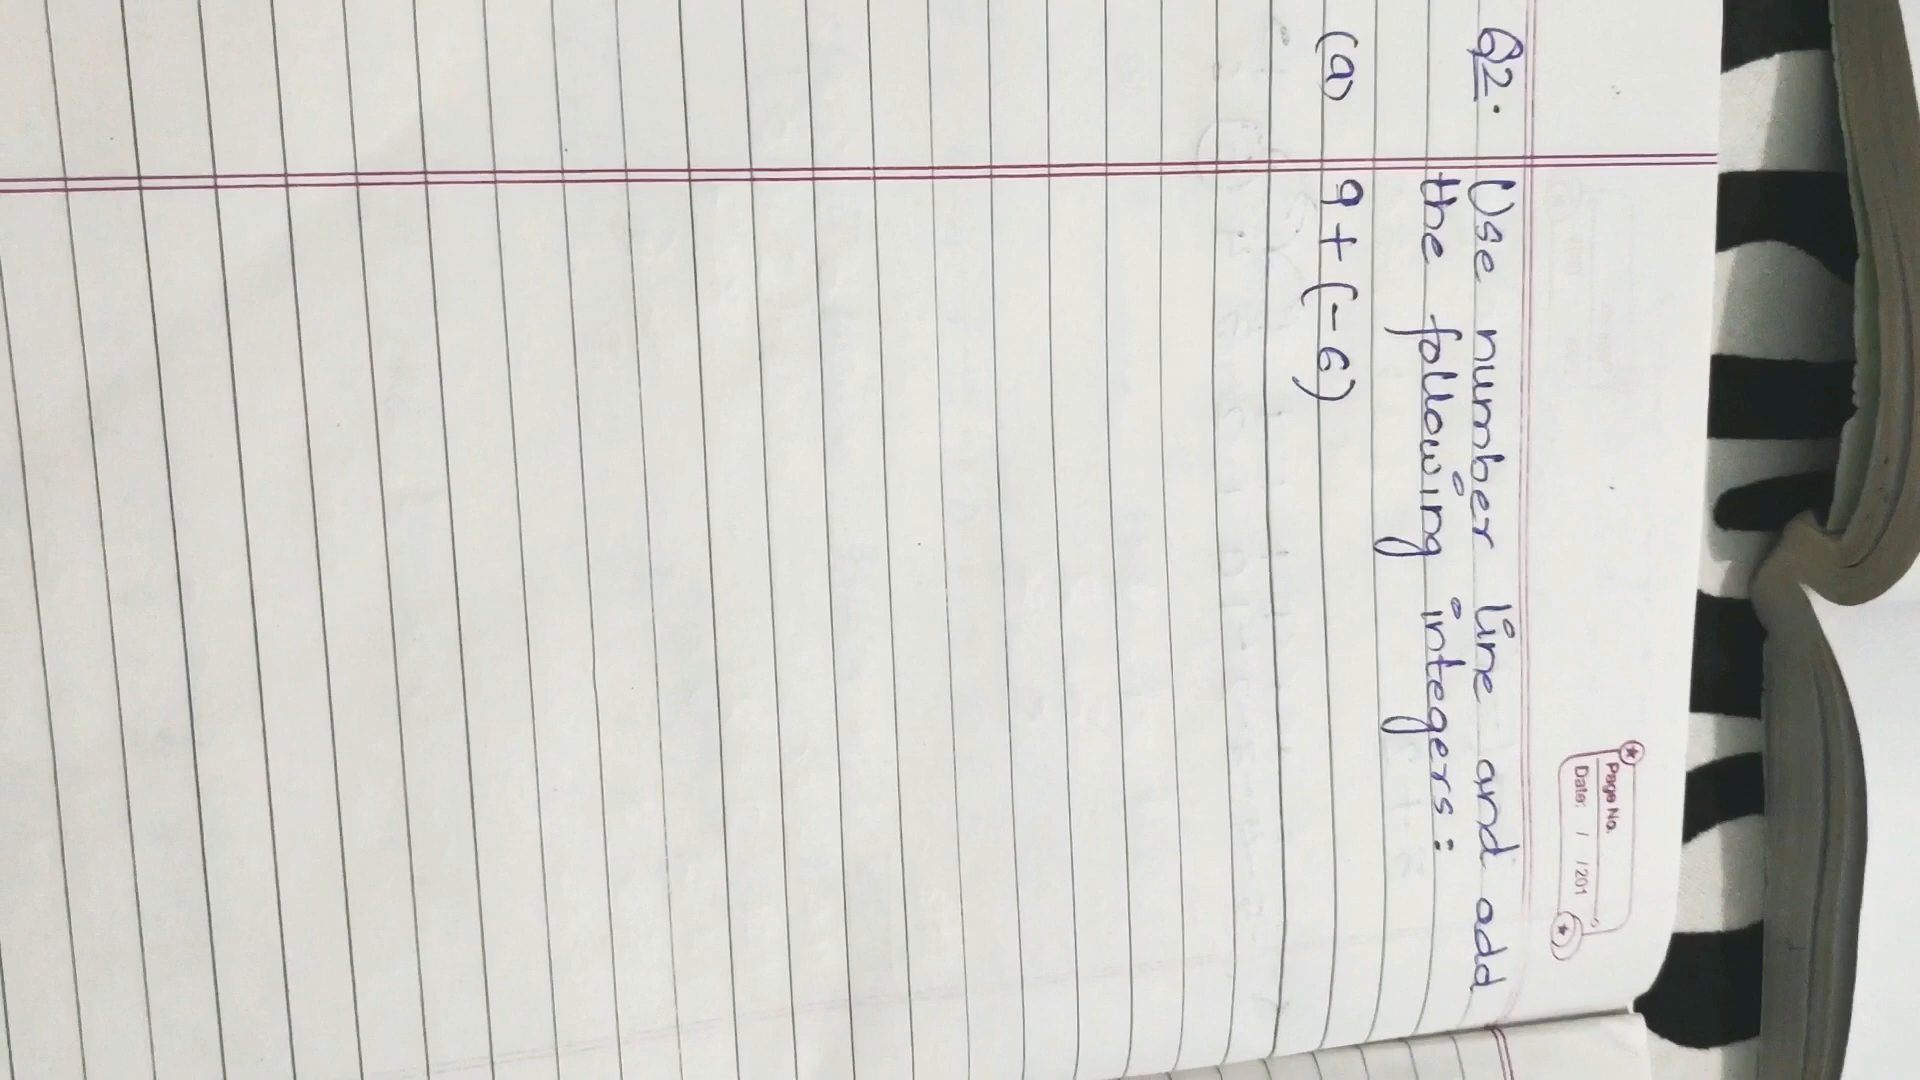 Page No.
Date: / /201
Q2. Use number line and add
the following integers:
(a) 9 + (-6)